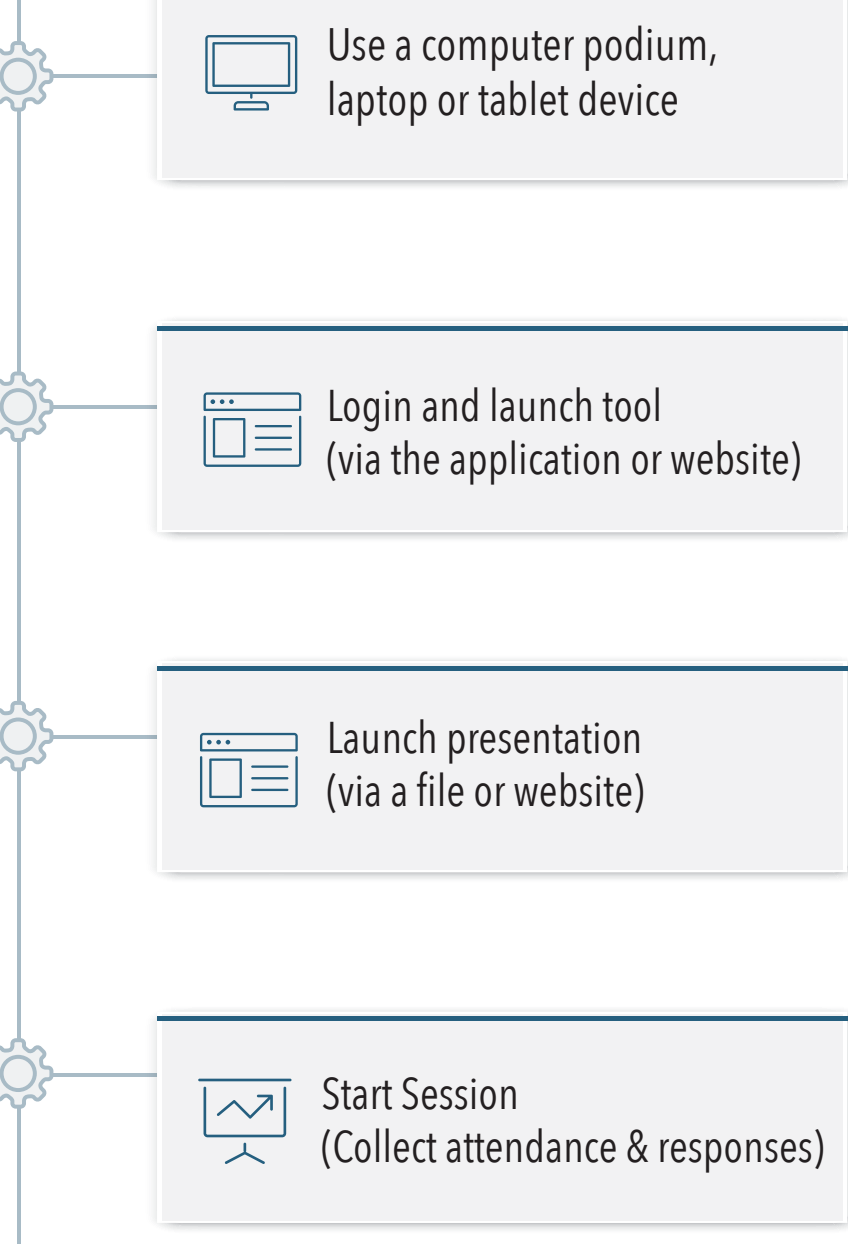 Use a computer podium,
laptop or tablet device
Login and launch tool
(via the application or website)
Launch presentation
(via a file or website)
Start Session
(Collect attendance & responses)